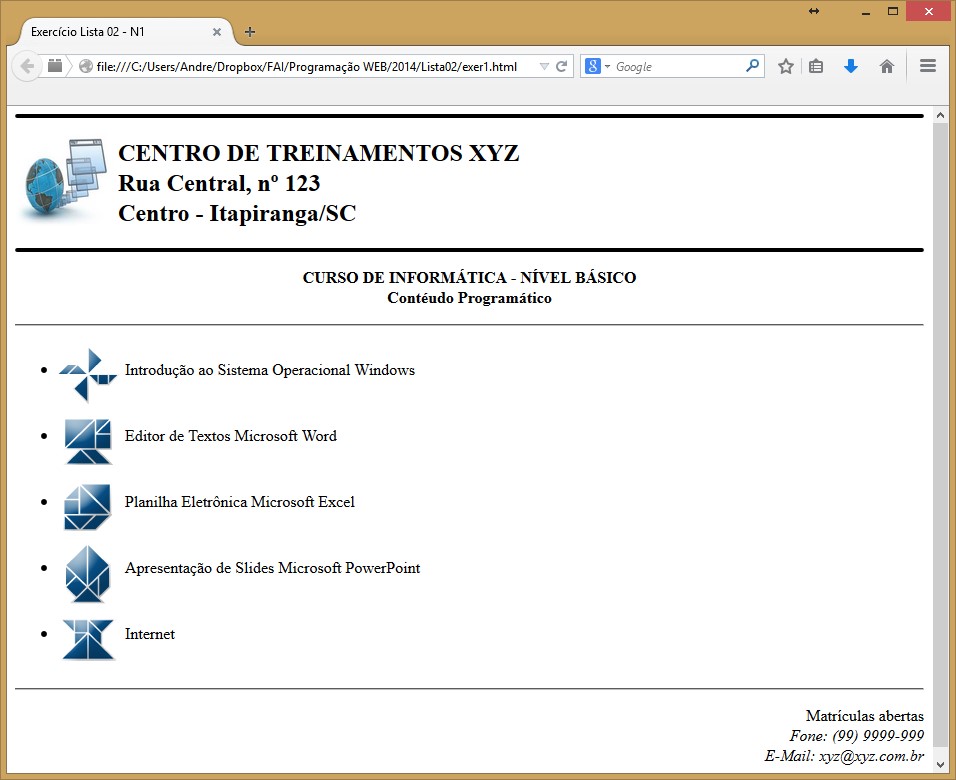 Exercício Lista 02 - N1
file:///C:/Users/Andre/Dropbox/FAI/Programação WEB/2014/Lista02/exer1.html
8
Google
CENTRO DE TREINAMENTOS XYZ
Rua Central, nº 123
Centro - Itapiranga/SC
CURSO DE INFORMÁTICA - NÍVEL BÁSICO
Contéudo Programático
Introdução ao Sistema Operacional Windows
Editor de Textos Microsoft Word
Planilha Eletrônica Microsoft Excel
Apresentação de Slides Microsoft PowerPoint
Internet
Matrículas abertas
Fone: (99) 9999-999
E-Mail: xyz@xyz.com.br